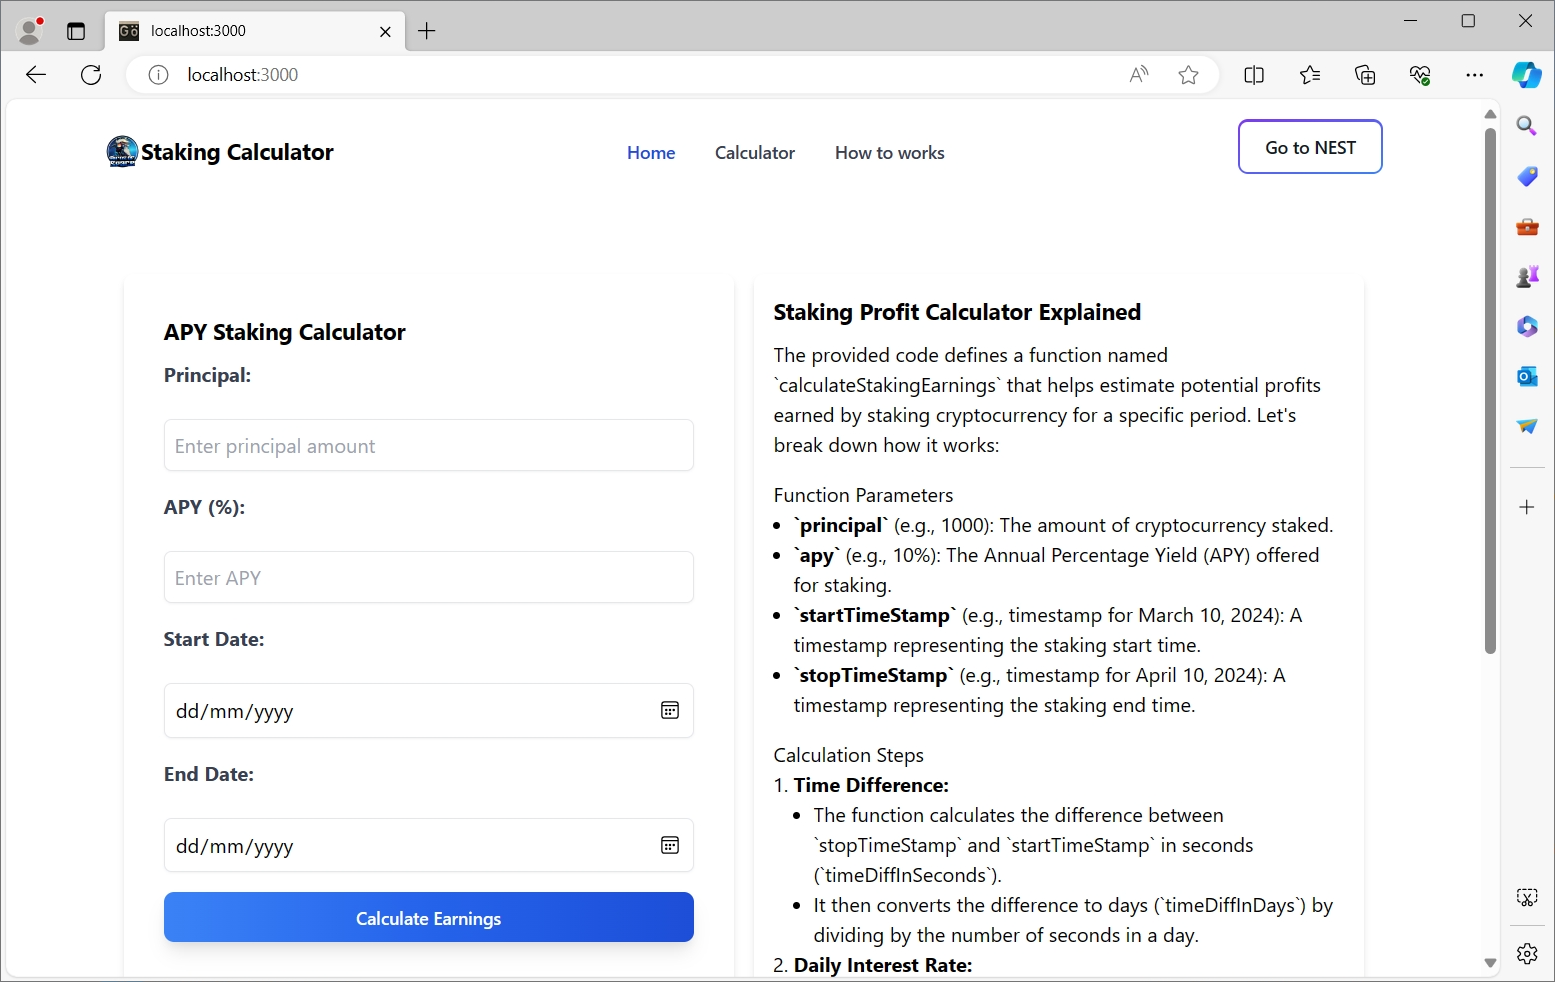 Gö localhost:3000
localhost:3000
Staking Calculator
Home Calculator How to works
Go to NEST
APY Staking Calculator
Principal:
Enter principal amount
APY (%):
Enter APY
Start Date:
dd/mm/yyyy
End Date:
dd/mm/yyyy
Calculate Earnings
Staking Profit Calculator Explained
The provided code defines a function named
`calculateStakingEarnings` that helps estimate potential profits
earned by staking cryptocurrency for a specific period. Let's
break down how it works:
Function Parameters
• `principal` (e.g., 1000): The amount of cryptocurrency staked.
• `apy` (e.g., 10%): The Annual Percentage Yield (APY) offered
for staking.
• `startTimeStamp` (e.g., timestamp for March 10, 2024): A
timestamp representing the staking start time.
• `stopTimeStamp` (e.g., timestamp for April 10, 2024): A
timestamp representing the staking end time.
Calculation Steps
1. Time Difference:
• The function calculates the difference between
`stopTimeStamp` and `startTimeStamp` in seconds
(`timeDiffInSeconds`).
• It then converts the difference to days (`timeDiffInDays`) by
dividing by the number of seconds in a day.
2. Daily Interest Rate: